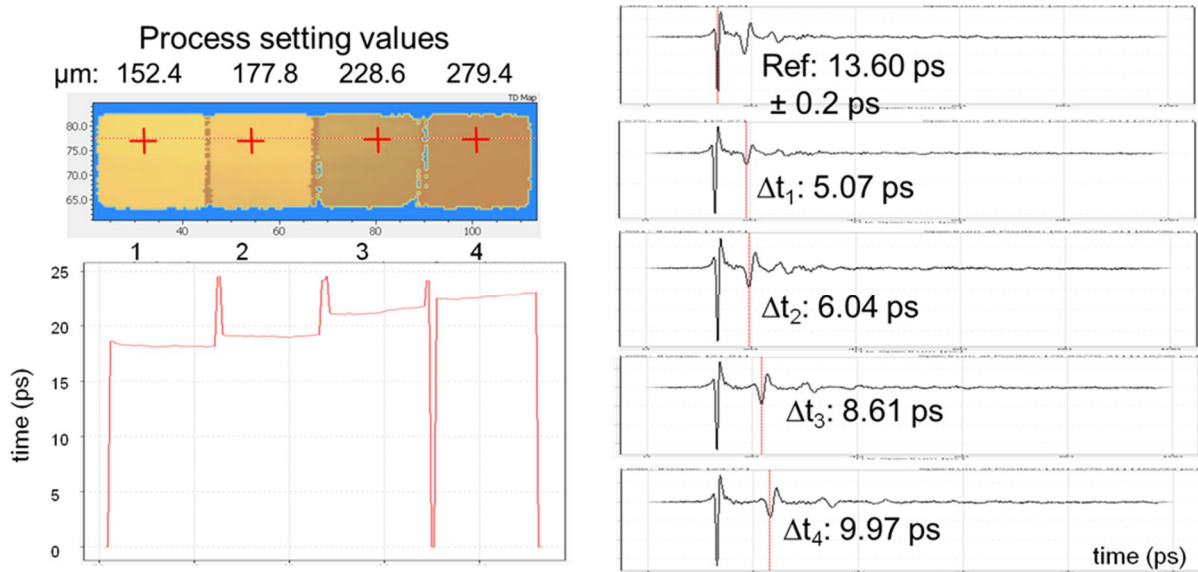 Process setting values
µm: 152.4 177.8 228.6 279.4
TD Map
80.0
75.0
70.0
65.0
40 60 80 100
1 2 3 4
25
20
15
10
5
0
time (ps)
Ref: 13.60 ps
± 0.2 ps
Δt₁: 5.07 ps
Δt₂: 6.04 ps
Δt₃: 8.61 ps
Δt₄: 9.97 ps
time (ps)